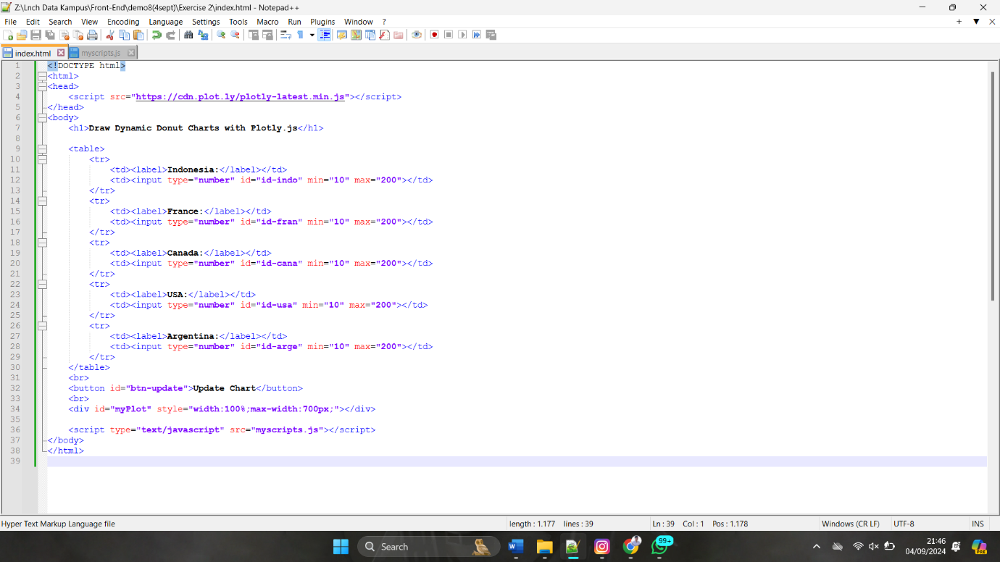 Z:\Lnch Data Kampus\Front-End\demo8(4sept)\Exercise 2\index.html - Notepad++
File Edit Search View Encoding Language Settings Tools Macro Run Plugins Window ?
index.html myscripts.js
1 <!DOCTYPE html>
2 <html>
3 <head>
4 <script src="https://cdn.plot.ly/plotly-latest.min.js"></script>
5 </head>
6 <body>
7 <h1>Draw Dynamic Donut Charts with Plotly.js</h1>
8
9 <table>
10 <tr>
11 <td><label>Indonesia:</label></td>
12 <td><input type="number" id="id-indo" min="10" max="200"></td>
13 </tr>
14 <tr>
15 <td><label>France:</label></td>
16 <td><input type="number" id="id-fran" min="10" max="200"></td>
17 </tr>
18 <tr>
19 <td><label>Canada:</label></td>
20 <td><input type="number" id="id-cana" min="10" max="200"></td>
21 </tr>
22 <tr>
23 <td><label>USA:</label></td>
24 <td><input type="number" id="id-usa" min="10" max="200"></td>
25 </tr>
26 <tr>
27 <td><label>Argentina:</label></td>
28 <td><input type="number" id="id-arge" min="10" max="200"></td>
29 </tr>
30 </table>
31 <br>
32 <button id="btn-update">Update Chart</button>
33 <br>
34 <div id="myPlot" style="width:100%;max-width:700px;"></div>
35
36 <script type="text/javascript" src="myscripts.js"></script>
37 </body>
38 </html>
39
Hyper Text Markup Language file length : 1.177 lines : 39 Ln : 39 Col : 1 Pos : 1.178 Windows (CR LF) UTF-8 INS
Search 99+ 21:46 PRE
04/09/2024